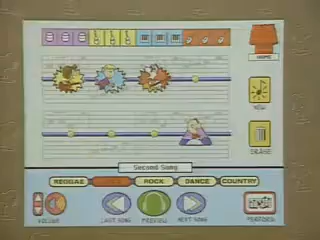 HOME
NEW
ERASE
Second Song
REGGAE
ROCK
DANCE
COUNTRY
VOLUME
LAST SONG
PREVIEW
NEXT SONG